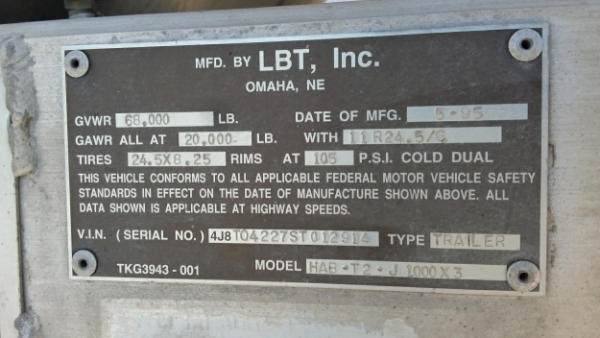 MFD. BY LBT, Inc.
OMAHA, NE
GVWR 68,000 LB. DATE OF MFG. 5-95
GAWR ALL AT 20,000 LB. WITH 11R24.5/G
TIRES 24.5X8.25 RIMS AT 105 P.S.I. COLD DUAL
THIS VEHICLE CONFORMS TO ALL APPLICABLE FEDERAL MOTOR VEHICLE SAFETY
STANDARDS IN EFFECT ON THE DATE OF MANUFACTURE SHOWN ABOVE. ALL
DATA SHOWN IS APPLICABLE AT HIGHWAY SPEEDS.
V.I.N. (SERIAL NO.) 4J8T04227ST012914 TYPE TRAILER
TKG3943-001 MODEL HAB-T2-J1000X3